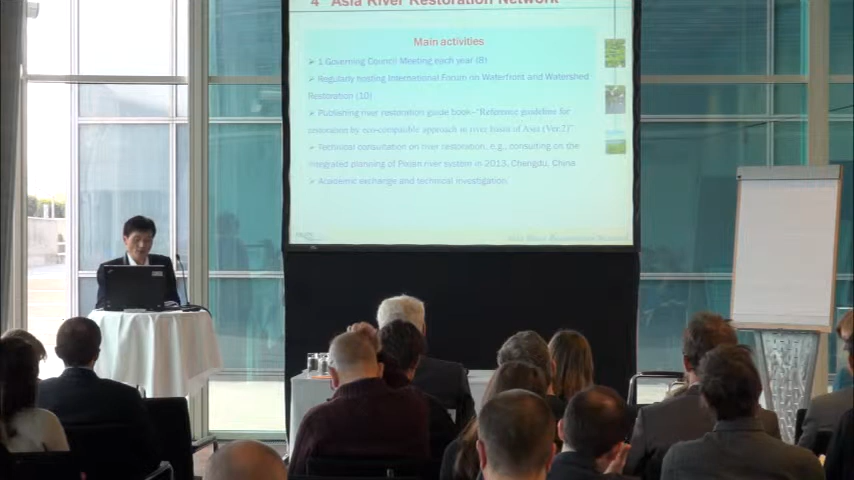 4 Asia River Restoration Network
Main activities
➢ 1 Governing Council Meeting each year (8)
➢ Regularly hosting International Forum on Waterfront and Watershed
Restoration (10)
➢ Publishing river restoration guide book–"Reference guideline for
restoration by eco-compatible approach in river basin of Asia (Ver.2)"
➢ Technical consultation on river restoration, e.g., consulting on the
integrated planning of Pixian river system in 2013, Chengdu, China
➢ Academic exchange and technical investigation.
Asia River Restoration Network